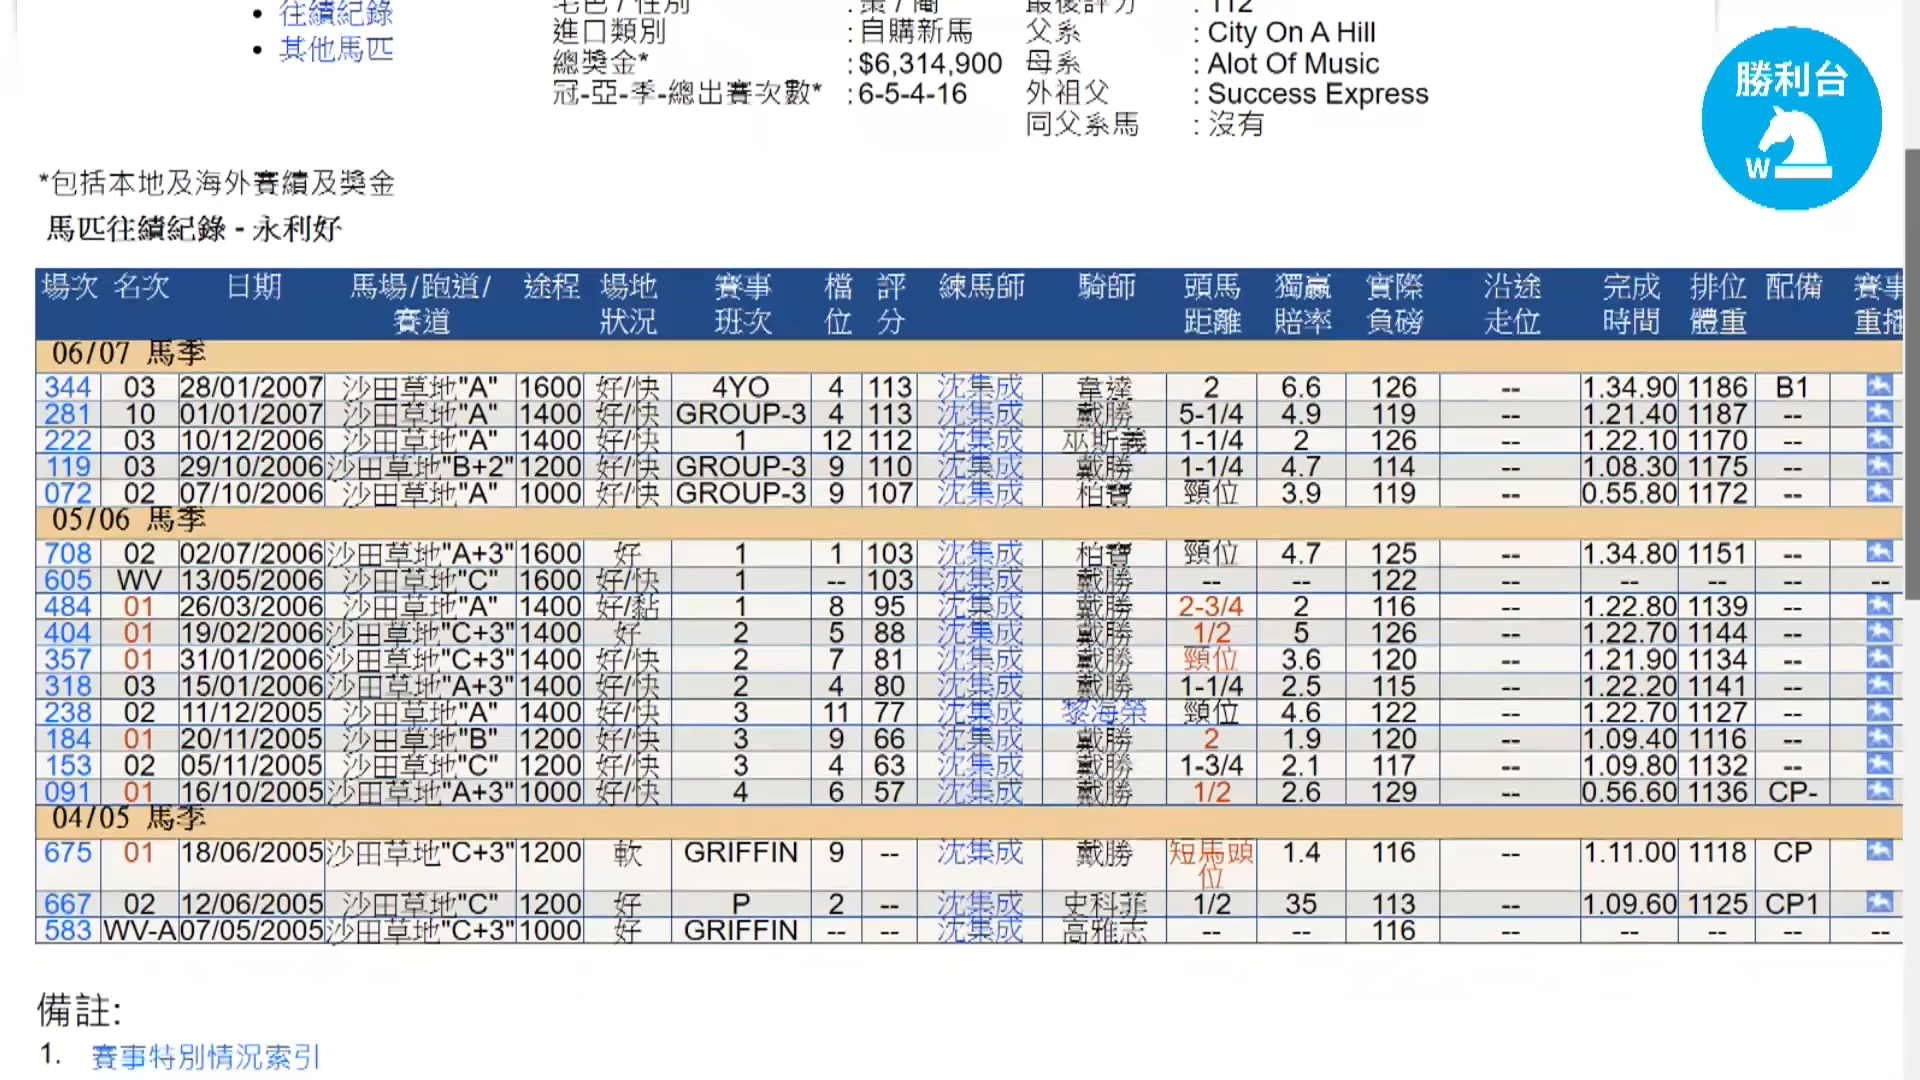 往績紀錄
其他馬匹
毛色 / 性別 : 棗 / 閹 最後評分 : 112
進口類別 : 自購新馬 父系 : City On A Hill
總獎金* : $6,314,900 母系 : Alot Of Music
冠-亞-季-總出賽次數* : 6-5-4-16 外祖父 : Success Express
同父系馬 : 沒有
勝利台
W
*包括本地及海外賽績及獎金
馬匹往績紀錄 - 永利好
場次 名次 日期 馬場/跑道/ 途程 場地 賽事 檔 評 練馬師 騎師 頭馬 獨贏 實際 沿途 完成 排位 配備 賽事
賽道 狀況 班次 位 分 距離 賠率 負磅 走位 時間 體重 重播
06/07 馬季
344 03 28/01/2007 沙田草地"A" 1600 好/快 4YO 4 113 沈集成 韋達 2 6.6 126 -- 1.34.90 1186 B1
281 10 01/01/2007 沙田草地"A" 1400 好/快 GROUP-3 4 113 沈集成 戴勝 5-1/4 4.9 119 -- 1.21.40 1187 --
222 03 10/12/2006 沙田草地"A" 1400 好/快 1 12 112 沈集成 巫斯義 1-1/4 2 126 -- 1.22.10 1170 --
119 03 29/10/2006 沙田草地"B+2" 1200 好/快 GROUP-3 9 110 沈集成 戴勝 1-1/4 4.7 114 -- 1.08.30 1175 --
072 02 07/10/2006 沙田草地"A" 1000 好/快 GROUP-3 9 107 沈集成 柏寶 頸位 3.9 119 -- 0.55.80 1172 --
05/06 馬季
708 02 02/07/2006 沙田草地"A+3" 1600 好 1 1 103 沈集成 柏寶 頸位 4.7 125 -- 1.34.80 1151 --
605 WV 13/05/2006 沙田草地"C" 1600 好/快 1 -- 103 沈集成 戴勝 -- -- 122 -- -- -- -- --
484 01 26/03/2006 沙田草地"A" 1400 好/黏 1 8 95 沈集成 戴勝 2-3/4 2 116 -- 1.22.80 1139 --
404 01 19/02/2006 沙田草地"C+3" 1400 好 2 5 88 沈集成 戴勝 1/2 5 126 -- 1.22.70 1144 --
357 01 31/01/2006 沙田草地"C+3" 1400 好/快 2 7 81 沈集成 戴勝 頸位 3.6 120 -- 1.21.90 1134 --
318 03 15/01/2006 沙田草地"A+3" 1400 好/快 2 4 80 沈集成 戴勝 1-1/4 2.5 115 -- 1.22.20 1141 --
238 02 11/12/2005 沙田草地"A" 1400 好/快 3 11 77 沈集成 黎海榮 頸位 4.6 122 -- 1.22.70 1127 --
184 01 20/11/2005 沙田草地"B" 1200 好/快 3 9 66 沈集成 戴勝 2 1.9 120 -- 1.09.40 1116 --
153 02 05/11/2005 沙田草地"C" 1200 好/快 3 4 63 沈集成 戴勝 1-3/4 2.1 117 -- 1.09.80 1132 --
091 01 16/10/2005 沙田草地"A+3" 1000 好/快 4 6 57 沈集成 戴勝 1/2 2.6 129 -- 0.56.60 1136 CP-
04/05 馬季
675 01 18/06/2005 沙田草地"C+3" 1200 軟 GRIFFIN 9 -- 沈集成 戴勝 短馬頭 1.4 116 -- 1.11.00 1118 CP
位
667 02 12/06/2005 沙田草地"C" 1200 好 P 2 -- 沈集成 史科菲 1/2 35 113 -- 1.09.60 1125 CP1
583 WV-A 07/05/2005 沙田草地"C+3" 1000 好 GRIFFIN -- -- 沈集成 高雅志 -- -- 116 -- -- -- -- --
備註:
1. 賽事特別情況索引